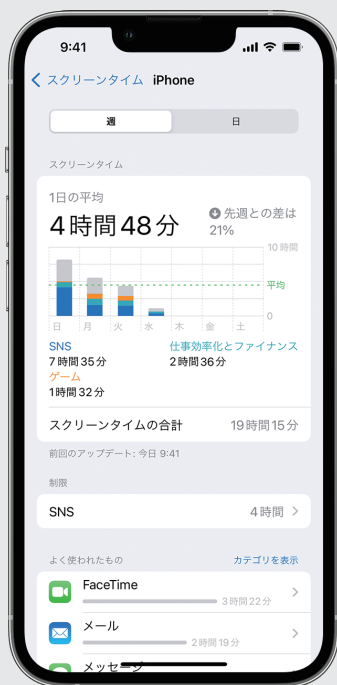 9:41
スクリーンタイム iPhone
週 日
スクリーンタイム
1日の平均
4時間48分
先週との差は
21%
10時間
平均
0
日 月 火 水 木 金 土
SNS 仕事効率化とファイナンス
7時間35分 2時間36分
ゲーム
1時間32分
スクリーンタイムの合計 19時間15分
前回のアップデート: 今日 9:41
制限
SNS 4時間
よく使われたもの カテゴリを表示
FaceTime
3時間22分
メール
2時間19分
メッセージ